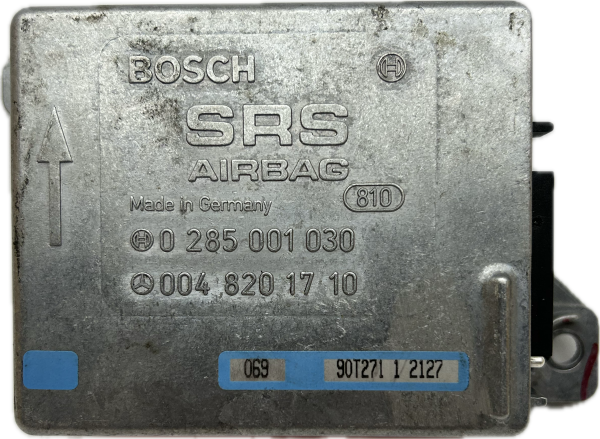 BOSCH
SRS
AIRBAG
Made in Germany 810
0 285 001 030
004 820 17 10
069 90T271 1 2127